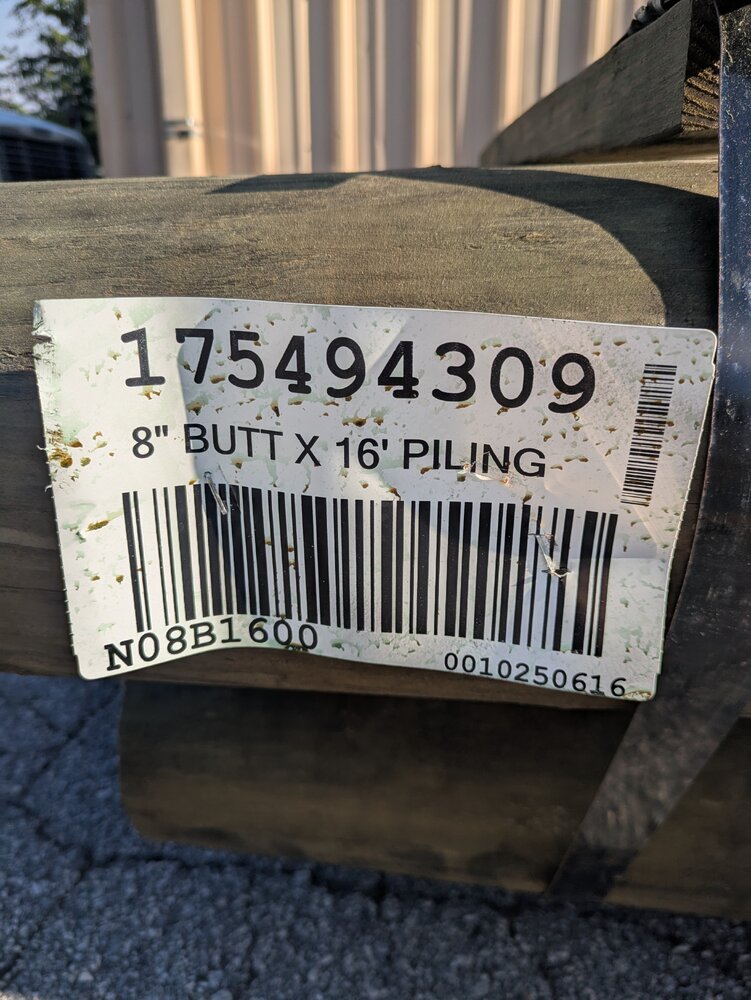 175494309
8" BUTT X 16' PILING
N08B1600
0010250616